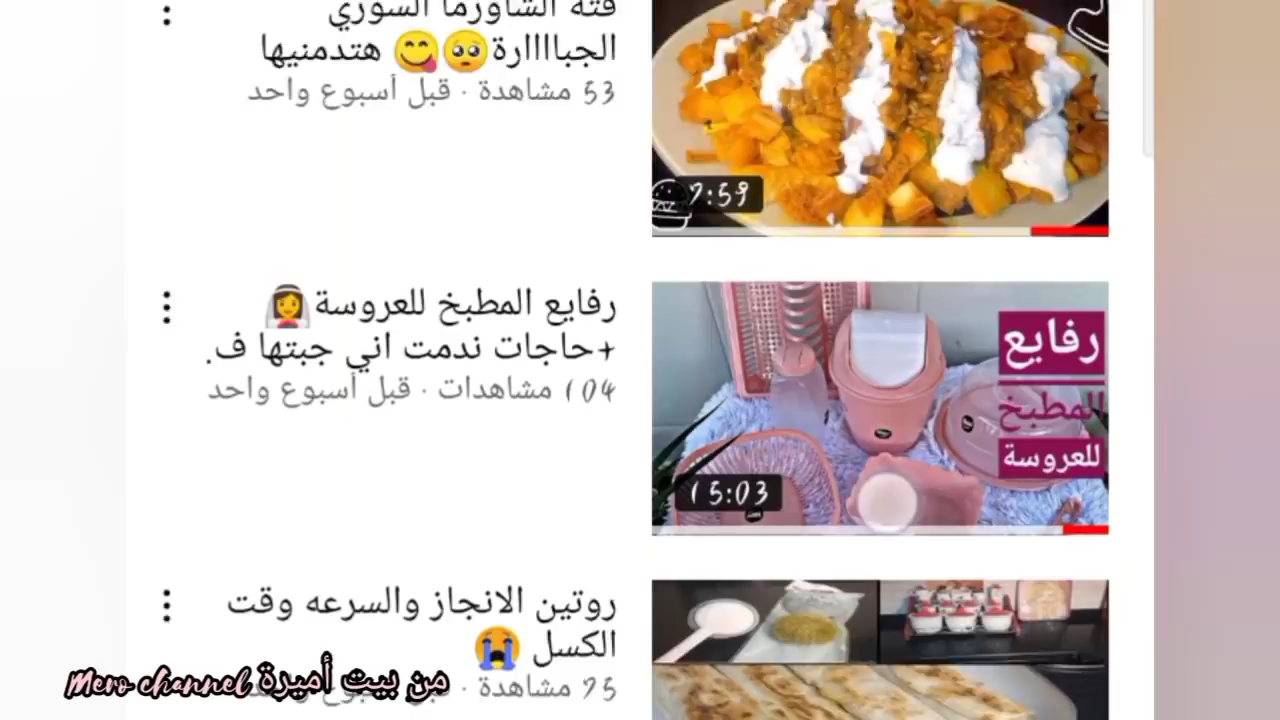 فتة الشاورما السوري
الجباااارة🥺😋 هتدمنيها
53 مشاهدة · قبل أسبوع واحد
7:59
رفايع المطبخ للعروسة👰
+حاجات ندمت اني جبتها ف.
104 مشاهدات · قبل أسبوع واحد
رفايع
المطبخ
للعروسة
15:03
روتين الانجاز والسرعه وقت
الكسل 😭
75 مشاهدة ·
من بيت أميرة Mero channel